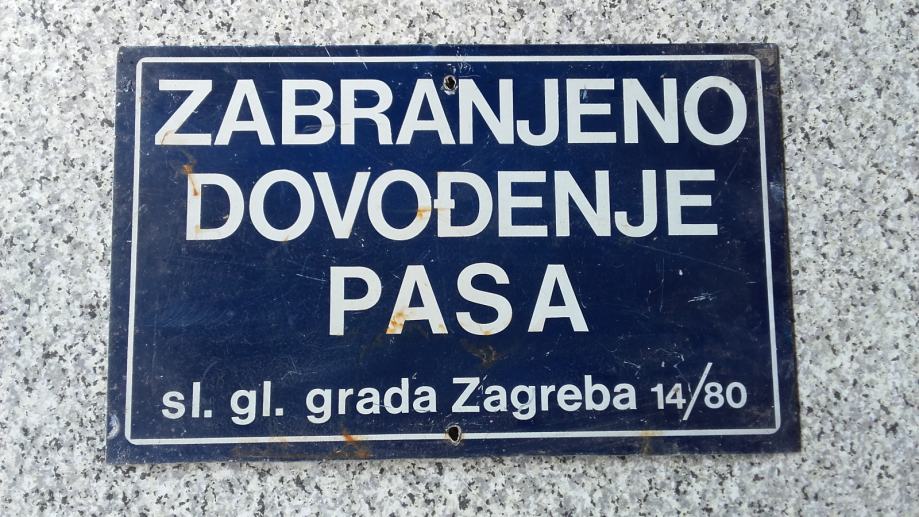 ZABRANJENO
DOVOĐENJE
PASA
sl. gl. grada Zagreba 14/80